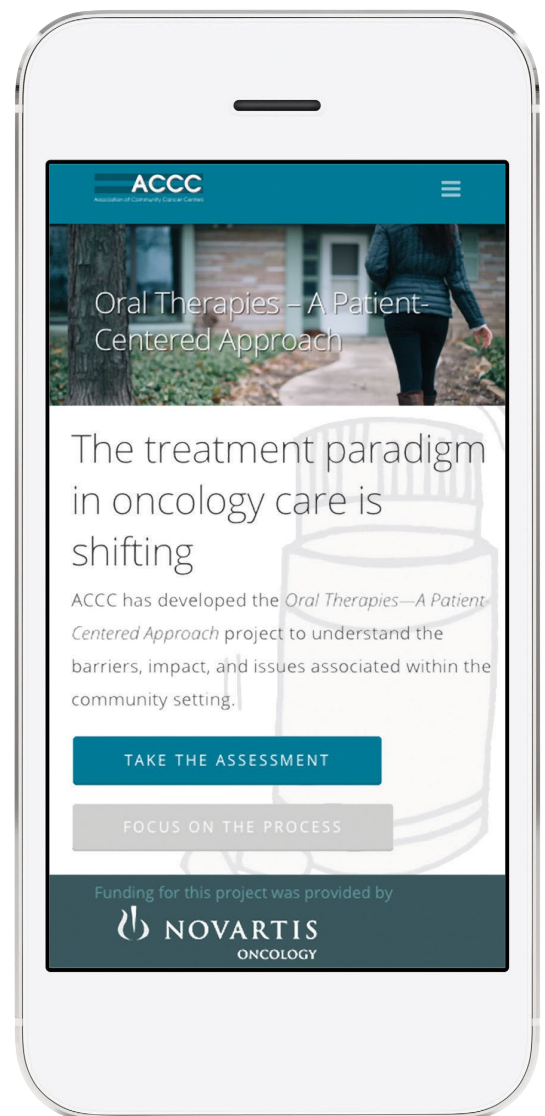 ACCC
Association of Community Cancer Centers
Oral Therapies – A Patient-
Centered Approach
The treatment paradigm
in oncology care is
shifting
ACCC has developed the Oral Therapies—A Patient-
Centered Approach project to understand the
barriers, impact, and issues associated within the
community setting.
TAKE THE ASSESSMENT
FOCUS ON THE PROCESS
Funding for this project was provided by
NOVARTIS
ONCOLOGY